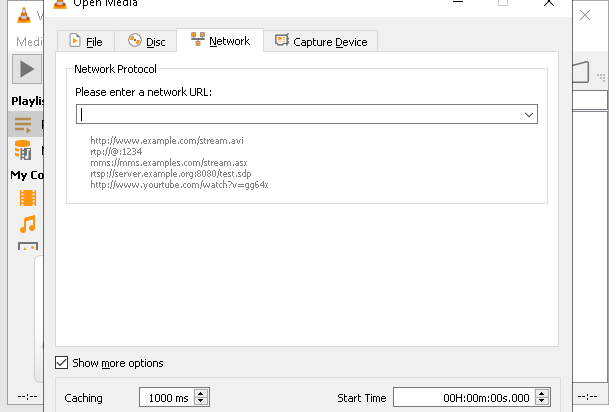 Open Media
Medi
File
Disc
Network
Capture Device
Network Protocol
Please enter a network URL:
http://www.example.com/stream.avi
rtp://@:1234
mms://mms.examples.com/stream.asx
rtsp://server.example.org:8080/test.sdp
http://www.yourtube.com/watch?v=gg64x
Playlis
My Co
Show more options
Caching
1000 ms
Start Time
00H:00m:00s.000
--:--
--:--